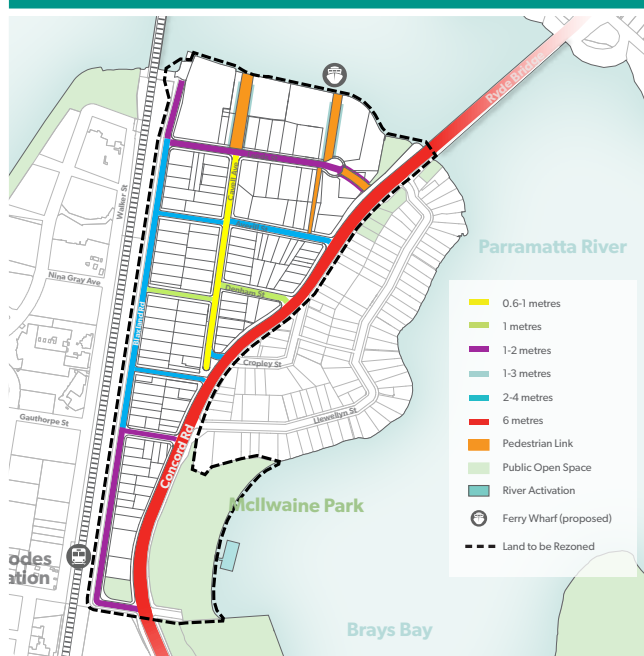 Ryde Bridge
Walker St
Cavell Ave
Parramatta River
Nina Gray Ave
Blaxland Rd
Denham St
Cropley St
Gauthorpe St
Llewellyn St
Concord Rd
McIlwaine Park
odes
ation
Brays Bay
0.6-1 metres
1 metres
1-2 metres
1-3 metres
2-4 metres
6 metres
Pedestrian Link
Public Open Space
River Activation
Ferry Wharf (proposed)
Land to be Rezoned